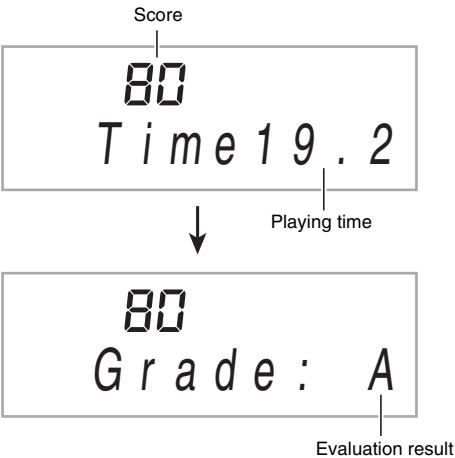 Score
80
Time19.2
Playing time
80
Grade: A
Evaluation result